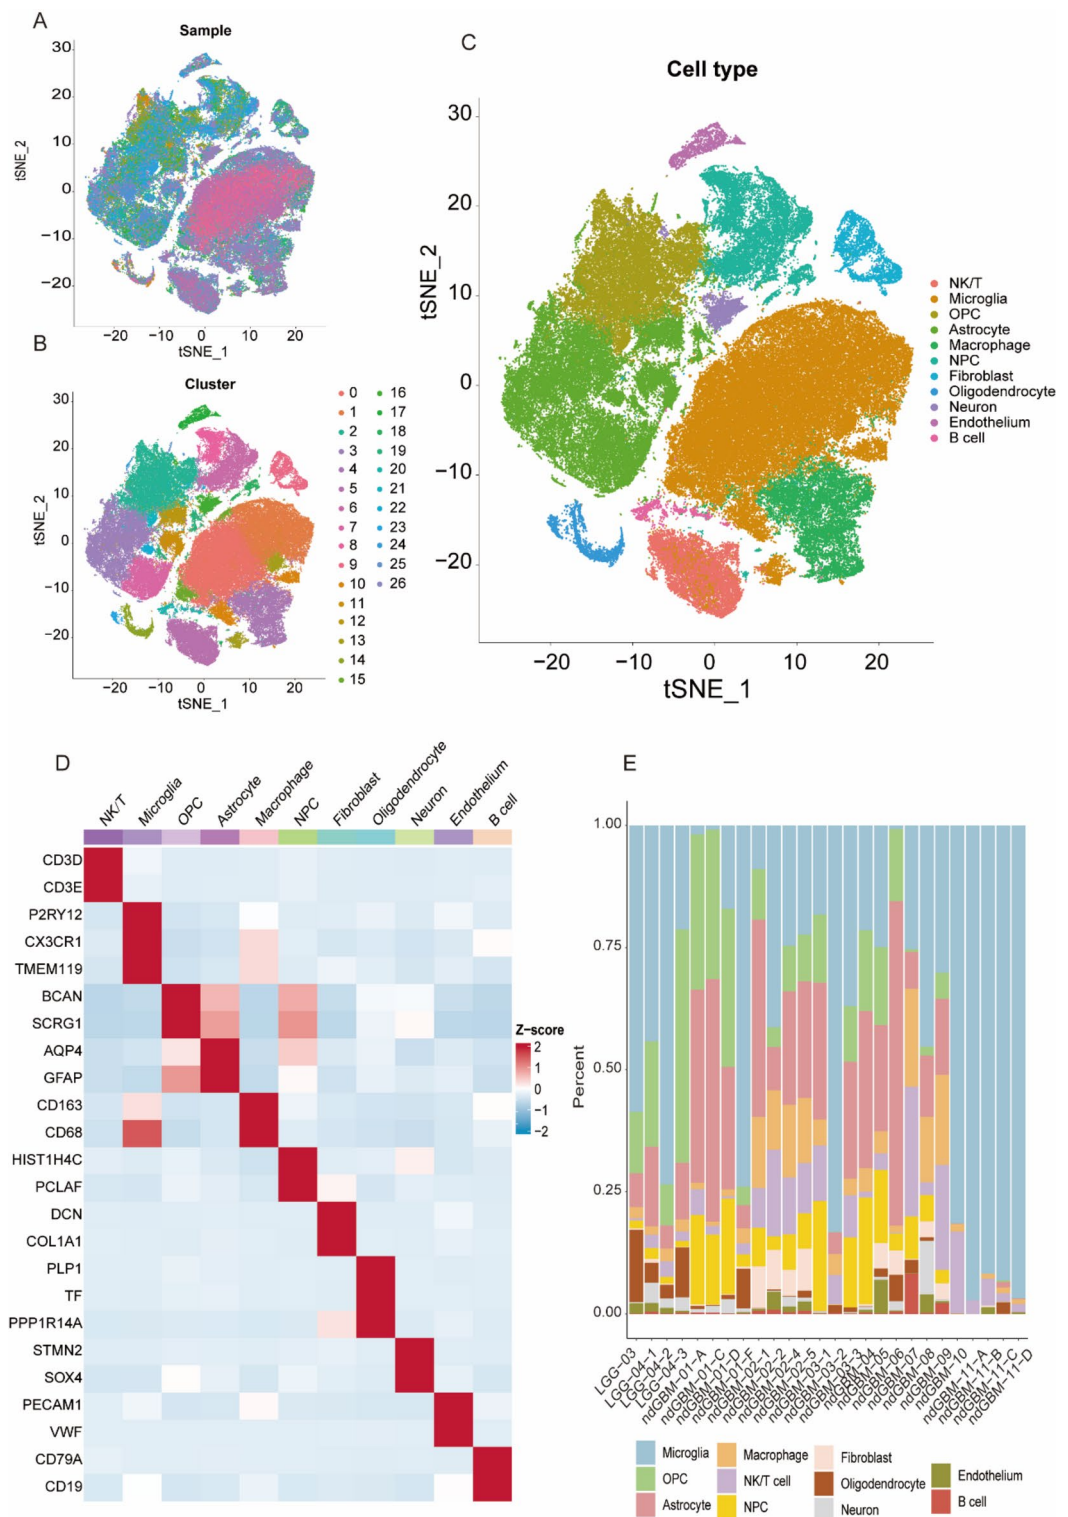 A
Sample
30
20
10
0
−10
−20
tSNE_2
−20
−10
0
10
20
tSNE_1
B
Cluster
30
20
10
0
−10
−20
tSNE_2
−20
−10
0
10
20
tSNE_1
0
1
2
3
4
5
6
7
8
9
10
11
12
13
14
15
16
17
18
19
20
21
22
23
24
25
26
C
Cell type
30
20
10
0
−10
−20
tSNE_2
−20
−10
0
10
20
tSNE_1
NK/T
Microglia
OPC
Astrocyte
Macrophage
NPC
Fibroblast
Oligodendrocyte
Neuron
Endothelium
B cell
D
NK/T
Microglia
OPC
Astrocyte
Macrophage
NPC
Fibroblast
Oligodendrocyte
Neuron
Endothelium
B cell
CD3D
CD3E
P2RY12
CX3CR1
TMEM119
BCAN
SCRG1
AQP4
GFAP
CD163
CD68
HIST1H4C
PCLAF
DCN
COL1A1
PLP1
TF
PPP1R14A
STMN2
SOX4
PECAM1
VWF
CD79A
CD19
Z−score
2
1
0
−1
−2
E
Percent
1.00
0.75
0.50
0.25
0.00
LGG−03
LGG−04−1
LGG−04−2
LGG−04−3
ndGBM−01−A
ndGBM−01−C
ndGBM−01−D
ndGBM−01−F
ndGBM−02−1
ndGBM−02−2
ndGBM−02−4
ndGBM−02−5
ndGBM−03−1
ndGBM−03−2
ndGBM−03−3
ndGBM−04
ndGBM−05
ndGBM−06
ndGBM−07
ndGBM−08
ndGBM−09
ndGBM−10
ndGBM−11−A
ndGBM−11−B
ndGBM−11−C
ndGBM−11−D
Microglia
OPC
Astrocyte
Macrophage
NK/T cell
NPC
Fibroblast
Oligodendrocyte
Neuron
Endothelium
B cell